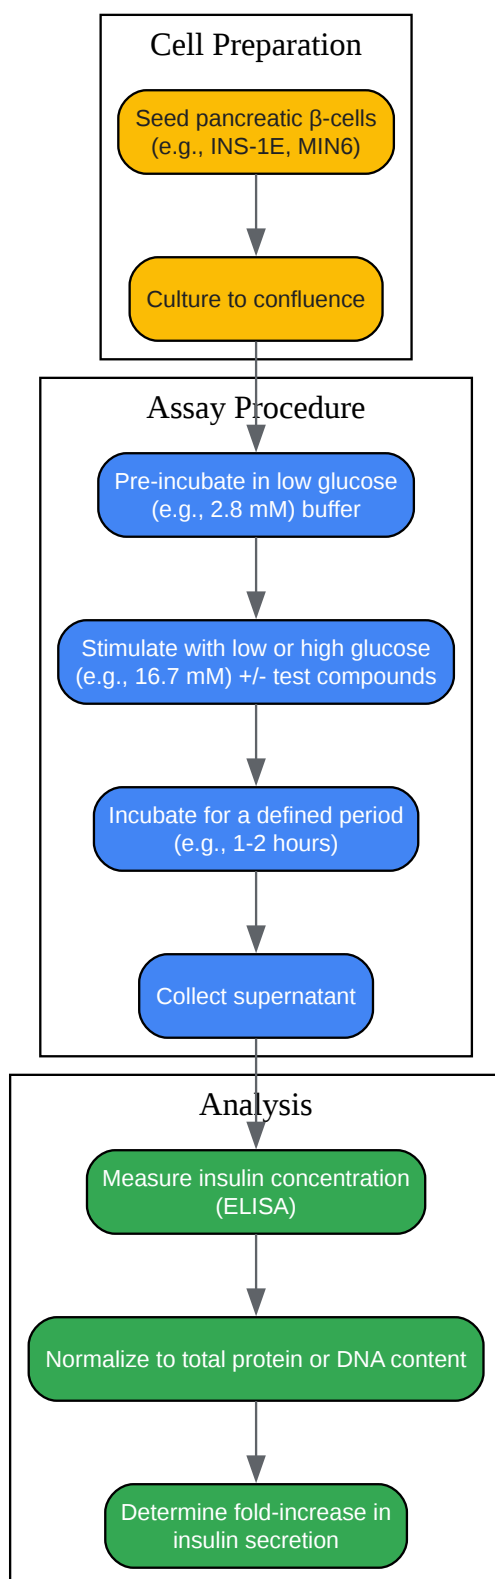 Cell Preparation
Seed pancreatic β-cells
(e.g., INS-1E, MIN6)
Culture to confluence
Assay Procedure
Pre-incubate in low glucose
(e.g., 2.8 mM) buffer
Stimulate with low or high glucose
(e.g., 16.7 mM) +/- test compounds
Incubate for a defined period
(e.g., 1-2 hours)
Collect supernatant
Analysis
Measure insulin concentration
(ELISA)
Normalize to total protein or DNA content
Determine fold-increase in
insulin secretion